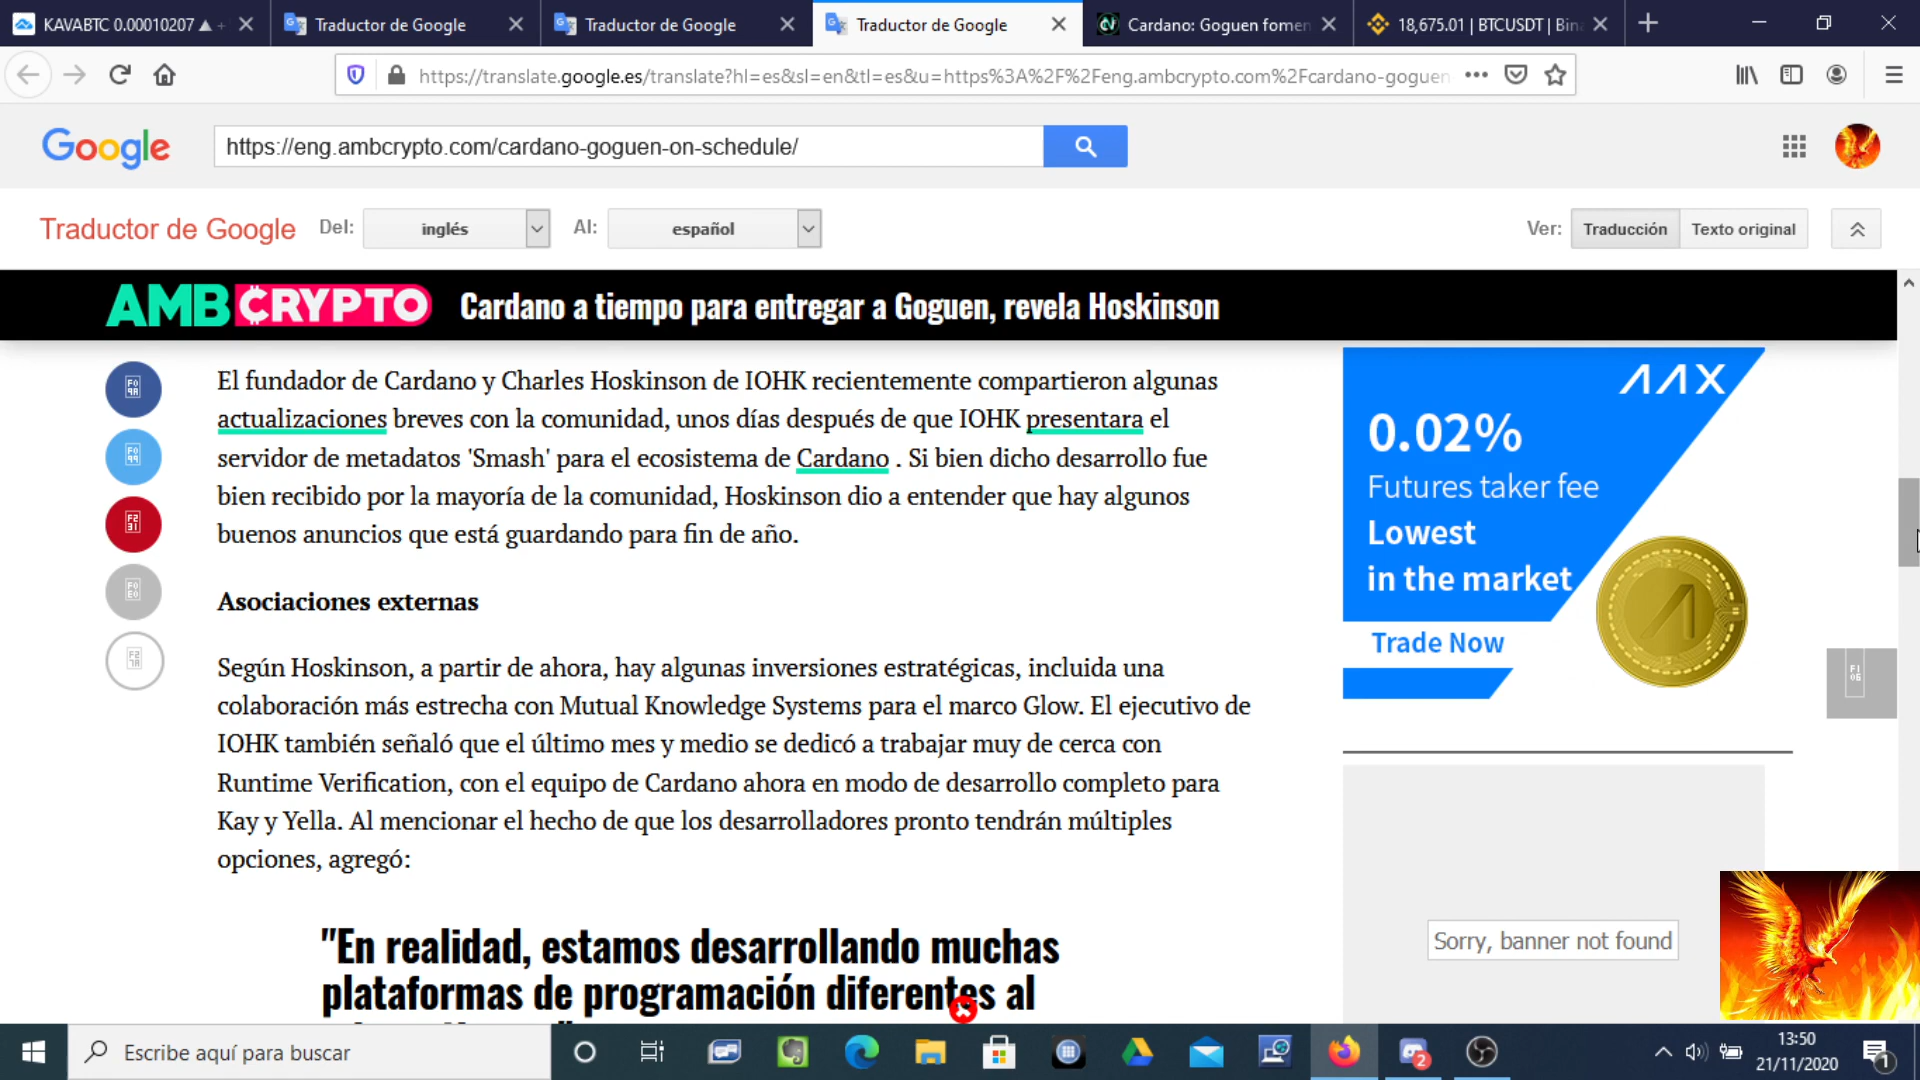 KAVABTC 0.00010207 ▲ +
Traductor de Google
Traductor de Google
Traductor de Google
Cardano: Goguen fomen
18,675.01 | BTCUSDT | Bin
https://translate.google.es/translate?hl=es&sl=en&tl=es&u=https%3A%2F%2Feng.ambcrypto.com%2Fcardano-goguen
Google
https://eng.ambcrypto.com/cardano-goguen-on-schedule/
Traductor de Google
Del:
inglés
Al:
español
Ver:
Traducción
Texto original
AMBCRYPTO
Cardano a tiempo para entregar a Goguen, revela Hoskinson
El fundador de Cardano y Charles Hoskinson de IOHK recientemente compartieron algunas
actualizaciones breves con la comunidad, unos días después de que IOHK presentara el
servidor de metadatos 'Smash' para el ecosistema de Cardano . Si bien dicho desarrollo fue
bien recibido por la mayoría de la comunidad, Hoskinson dio a entender que hay algunos
buenos anuncios que está guardando para fin de año.
Asociaciones externas
Según Hoskinson, a partir de ahora, hay algunas inversiones estratégicas, incluida una
colaboración más estrecha con Mutual Knowledge Systems para el marco Glow. El ejecutivo de
IOHK también señaló que el último mes y medio se dedicó a trabajar muy de cerca con
Runtime Verification, con el equipo de Cardano ahora en modo de desarrollo completo para
Kay y Yella. Al mencionar el hecho de que los desarrolladores pronto tendrán múltiples
opciones, agregó:
"En realidad, estamos desarrollando muchas
plataformas de programación diferentes al
AAX
0.02%
Futures taker fee
Lowest
in the market
Trade Now
Sorry, banner not found
Escribe aquí para buscar
2
13:50
21/11/2020
1